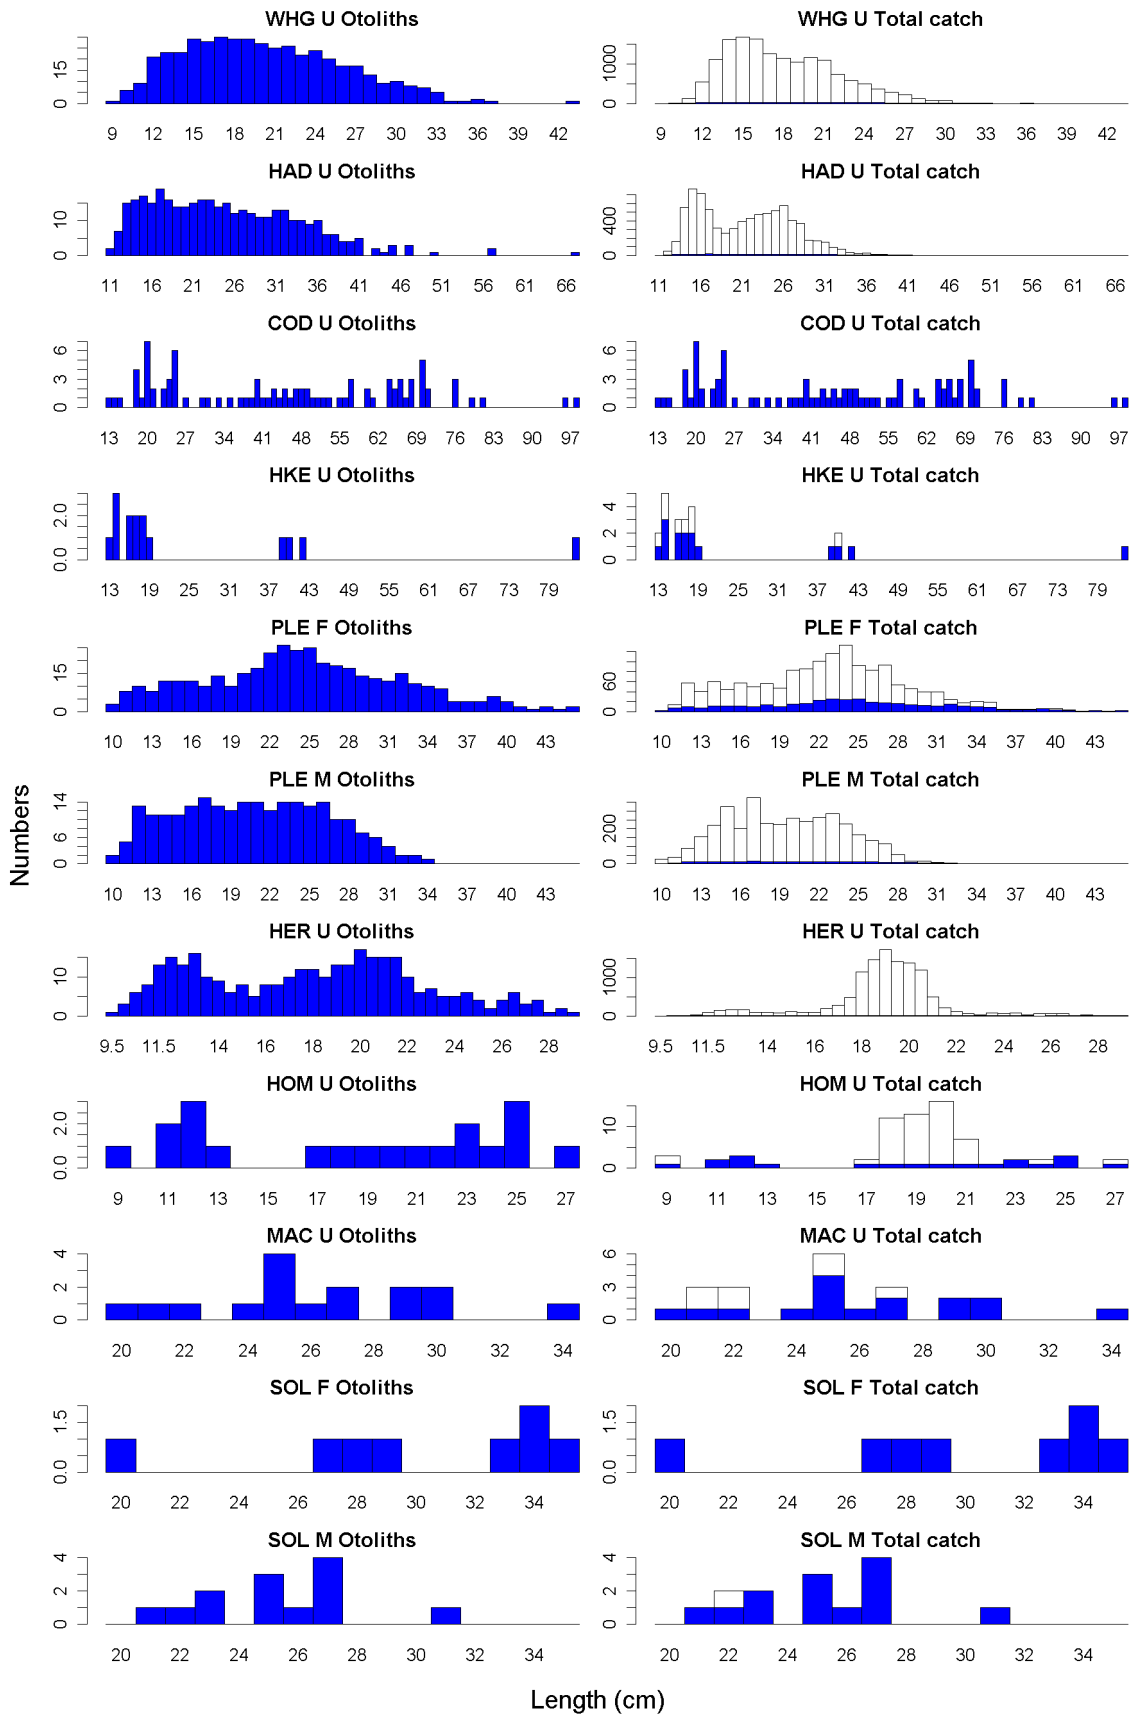 WHG U Otoliths
WHG U Total catch
15
0
1000
0
9 12 15 18 21 24 27 30 33 36 39 42
9 12 15 18 21 24 27 30 33 36 39 42
HAD U Otoliths
HAD U Total catch
10
0
400
0
11 16 21 26 31 36 41 46 51 56 61 66
11 16 21 26 31 36 41 46 51 56 61 66
COD U Otoliths
COD U Total catch
6
3
0
6
3
0
13 20 27 34 41 48 55 62 69 76 83 90 97
13 20 27 34 41 48 55 62 69 76 83 90 97
HKE U Otoliths
HKE U Total catch
2.0
0.0
4
2
0
13 19 25 31 37 43 49 55 61 67 73 79
13 19 25 31 37 43 49 55 61 67 73 79
PLE F Otoliths
PLE F Total catch
15
0
60
0
10 13 16 19 22 25 28 31 34 37 40 43
10 13 16 19 22 25 28 31 34 37 40 43
PLE M Otoliths
PLE M Total catch
14
6
0
200
0
10 13 16 19 22 25 28 31 34 37 40 43
10 13 16 19 22 25 28 31 34 37 40 43
Numbers
HER U Otoliths
HER U Total catch
10
0
1000
0
9.5 11.5 14 16 18 20 22 24 26 28
9.5 11.5 14 16 18 20 22 24 26 28
HOM U Otoliths
HOM U Total catch
2.0
0.0
10
0
9 11 13 15 17 19 21 23 25 27
9 11 13 15 17 19 21 23 25 27
MAC U Otoliths
MAC U Total catch
4
2
0
6
3
0
20 22 24 26 28 30 32 34
20 22 24 26 28 30 32 34
SOL F Otoliths
SOL F Total catch
1.5
0.0
1.5
0.0
20 22 24 26 28 30 32 34
20 22 24 26 28 30 32 34
SOL M Otoliths
SOL M Total catch
4
2
0
4
2
0
20 22 24 26 28 30 32 34
20 22 24 26 28 30 32 34
Length (cm)